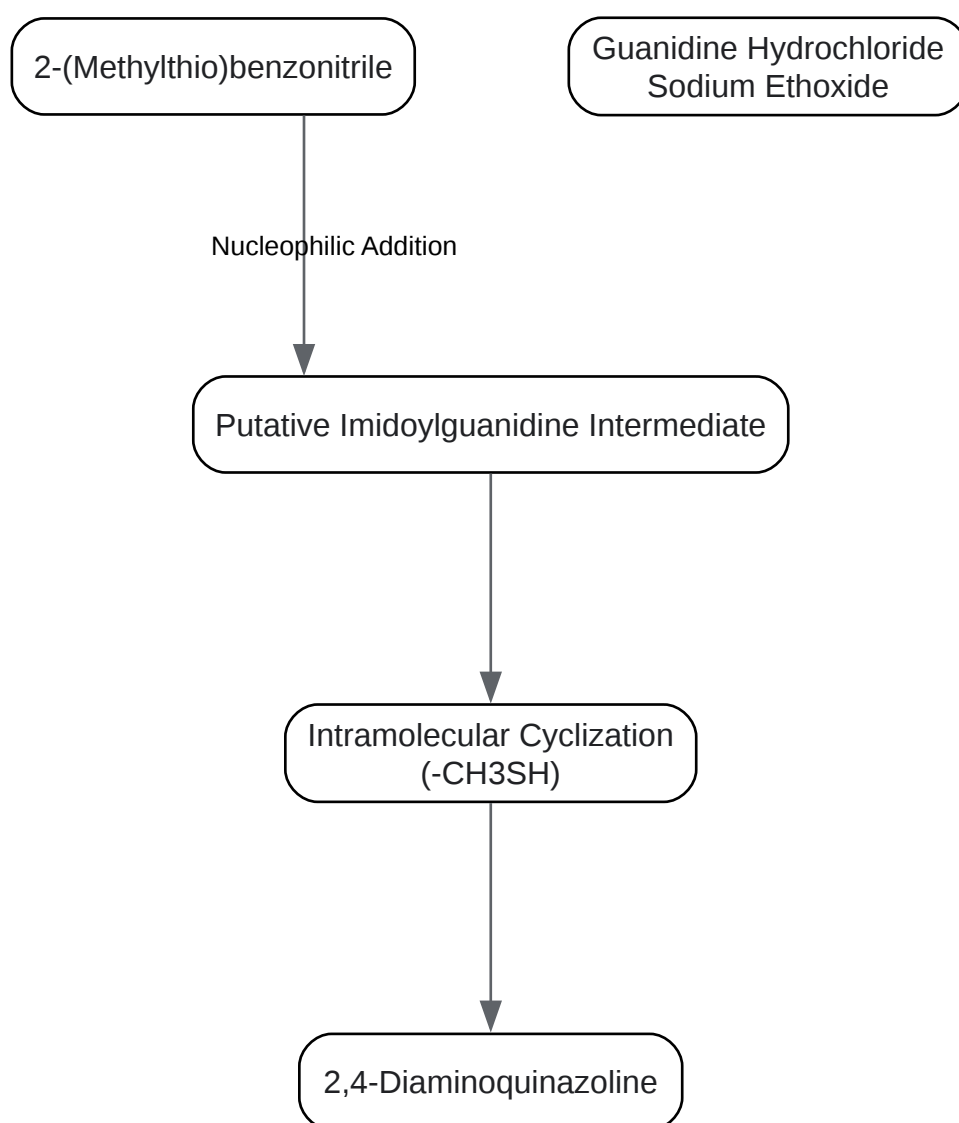 2-(Methylthio)benzonitrile
Guanidine Hydrochloride
Sodium Ethoxide
Nucleophilic Addition
Putative Imidoylguanidine Intermediate
Intramolecular Cyclization
(-CH3SH)
2,4-Diaminoquinazoline